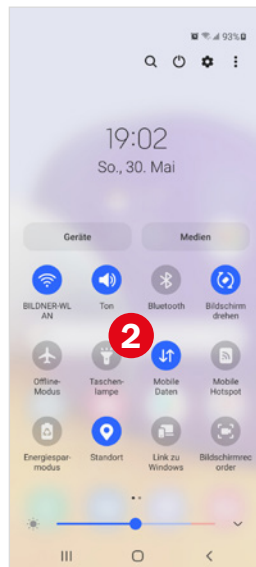 93%
19:02
So., 30. Mai
Geräte Medien
BILDNER-WL
AN
Ton
Bluetooth
Bildschirm
drehen
2
Offline-
Modus
Taschen-
lampe
Mobile
Daten
Mobile
Hotspot
Energiespar-
modus
Standort
Link zu
Windows
Bildschirmrec
order